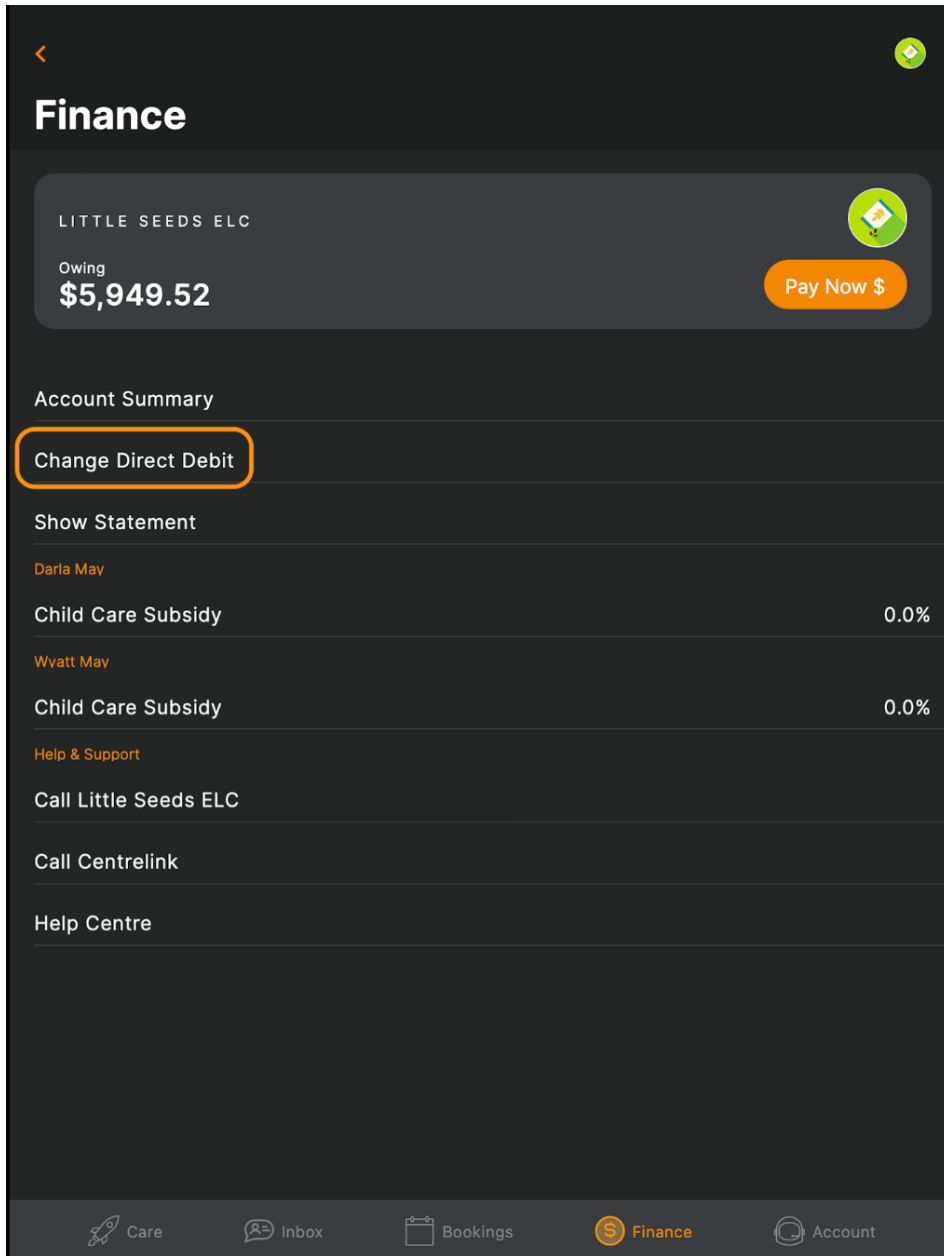 Finance
LITTLE SEEDS ELC
Owing
$5,949.52
Pay Now $
Account Summary
Change Direct Debit
Show Statement
Darla May
Child Care Subsidy 0.0%
Wyatt May
Child Care Subsidy 0.0%
Help & Support
Call Little Seeds ELC
Call Centrelink
Help Centre
Care Inbox Bookings $ Finance Account